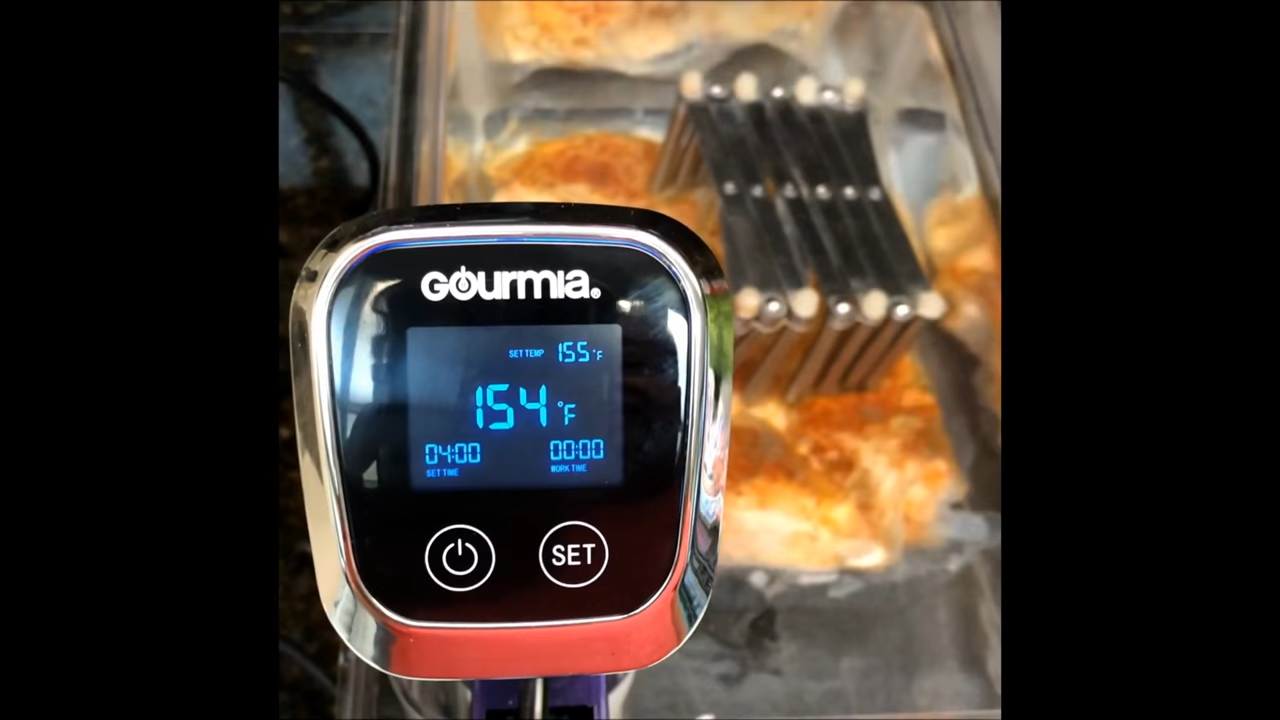 GOURMIA®
SET TEMP 155°F
154°F
04:00 00:00
SET TIME WORK TIME
SET